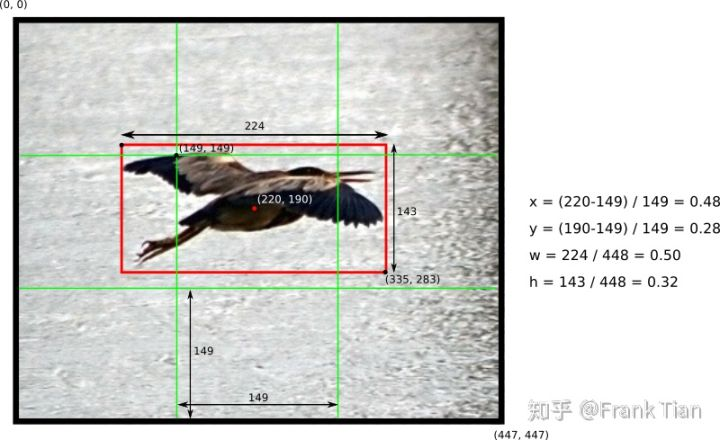 (0, 0)
224
(149, 149)
(220, 190)
143
x = (220-149) / 149 = 0.48
y = (190-149) / 149 = 0.28
w = 224 / 448 = 0.50
h = 143 / 448 = 0.32
(335, 283)
149
149
知乎 @Frank Tian
(447, 447)